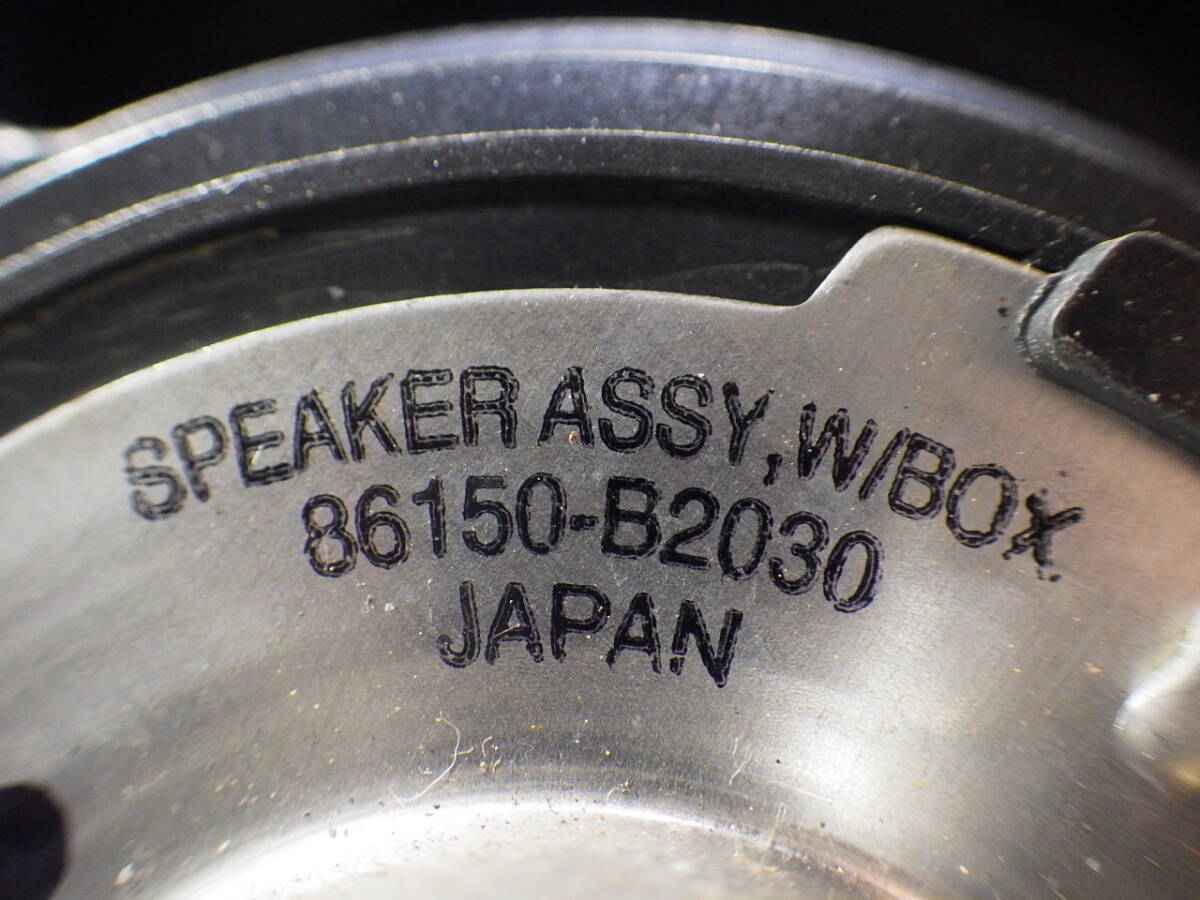 SPEAKER ASSY,W/BOX
86150-B2030
JAPAN